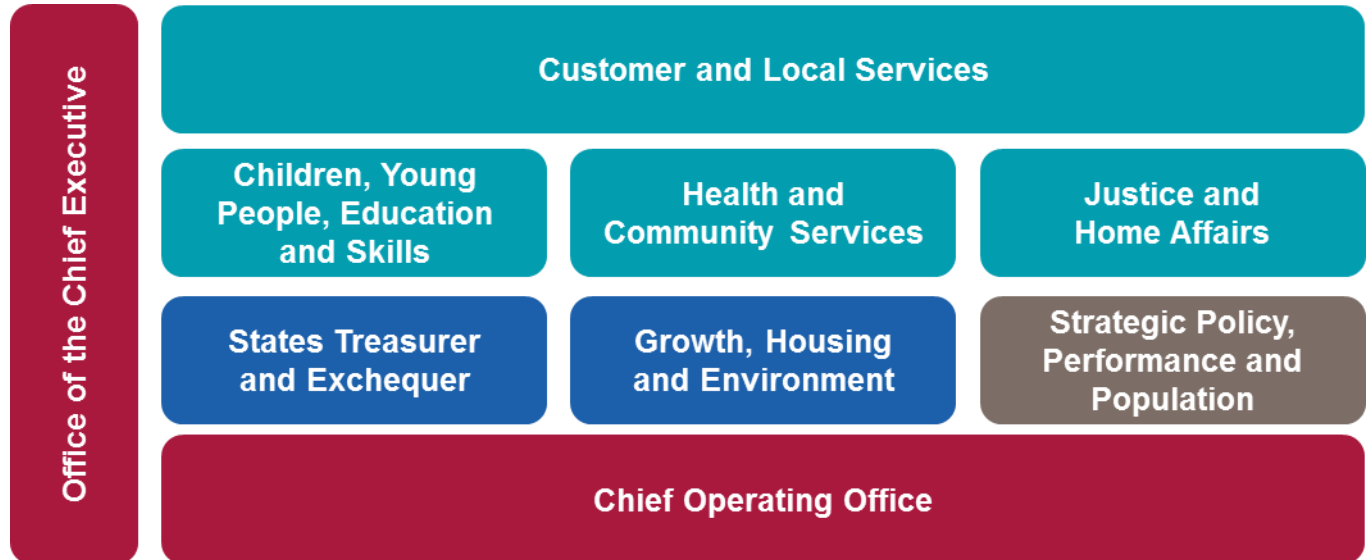 Office of the Chief Executive
Customer and Local Services
Children, Young
People, Education
and Skills
Health and
Community Services
Justice and
Home Affairs
States Treasurer
and Exchequer
Growth, Housing
and Environment
Strategic Policy,
Performance and
Population
Chief Operating Office